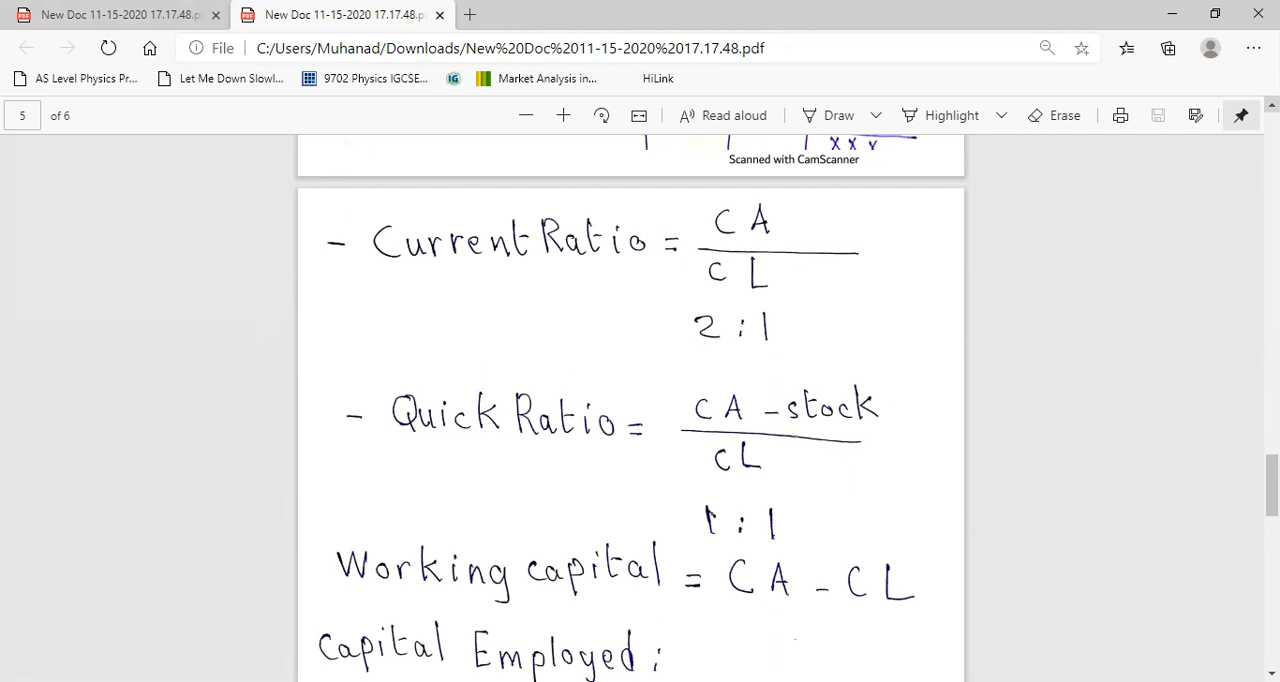 New Doc 11-15-2020 17.17.48.p
New Doc 11-15-2020 17.17.48.p
File
C:/Users/Muhanad/Downloads/New%20Doc%2011-15-2020%2017.17.48.pdf
AS Level Physics Pr...
Let Me Down Slowl...
9702 Physics IGCSE...
IG
Market Analysis in...
HiLink
5 of 6
Read aloud
Draw
Highlight
Erase
x x x
Scanned with CamScanner
- Current Ratio = CA
CL
2 : 1
- Quick Ratio = CA - stock
CL
1 : 1
Working capital = CA - CL
Capital Employed :